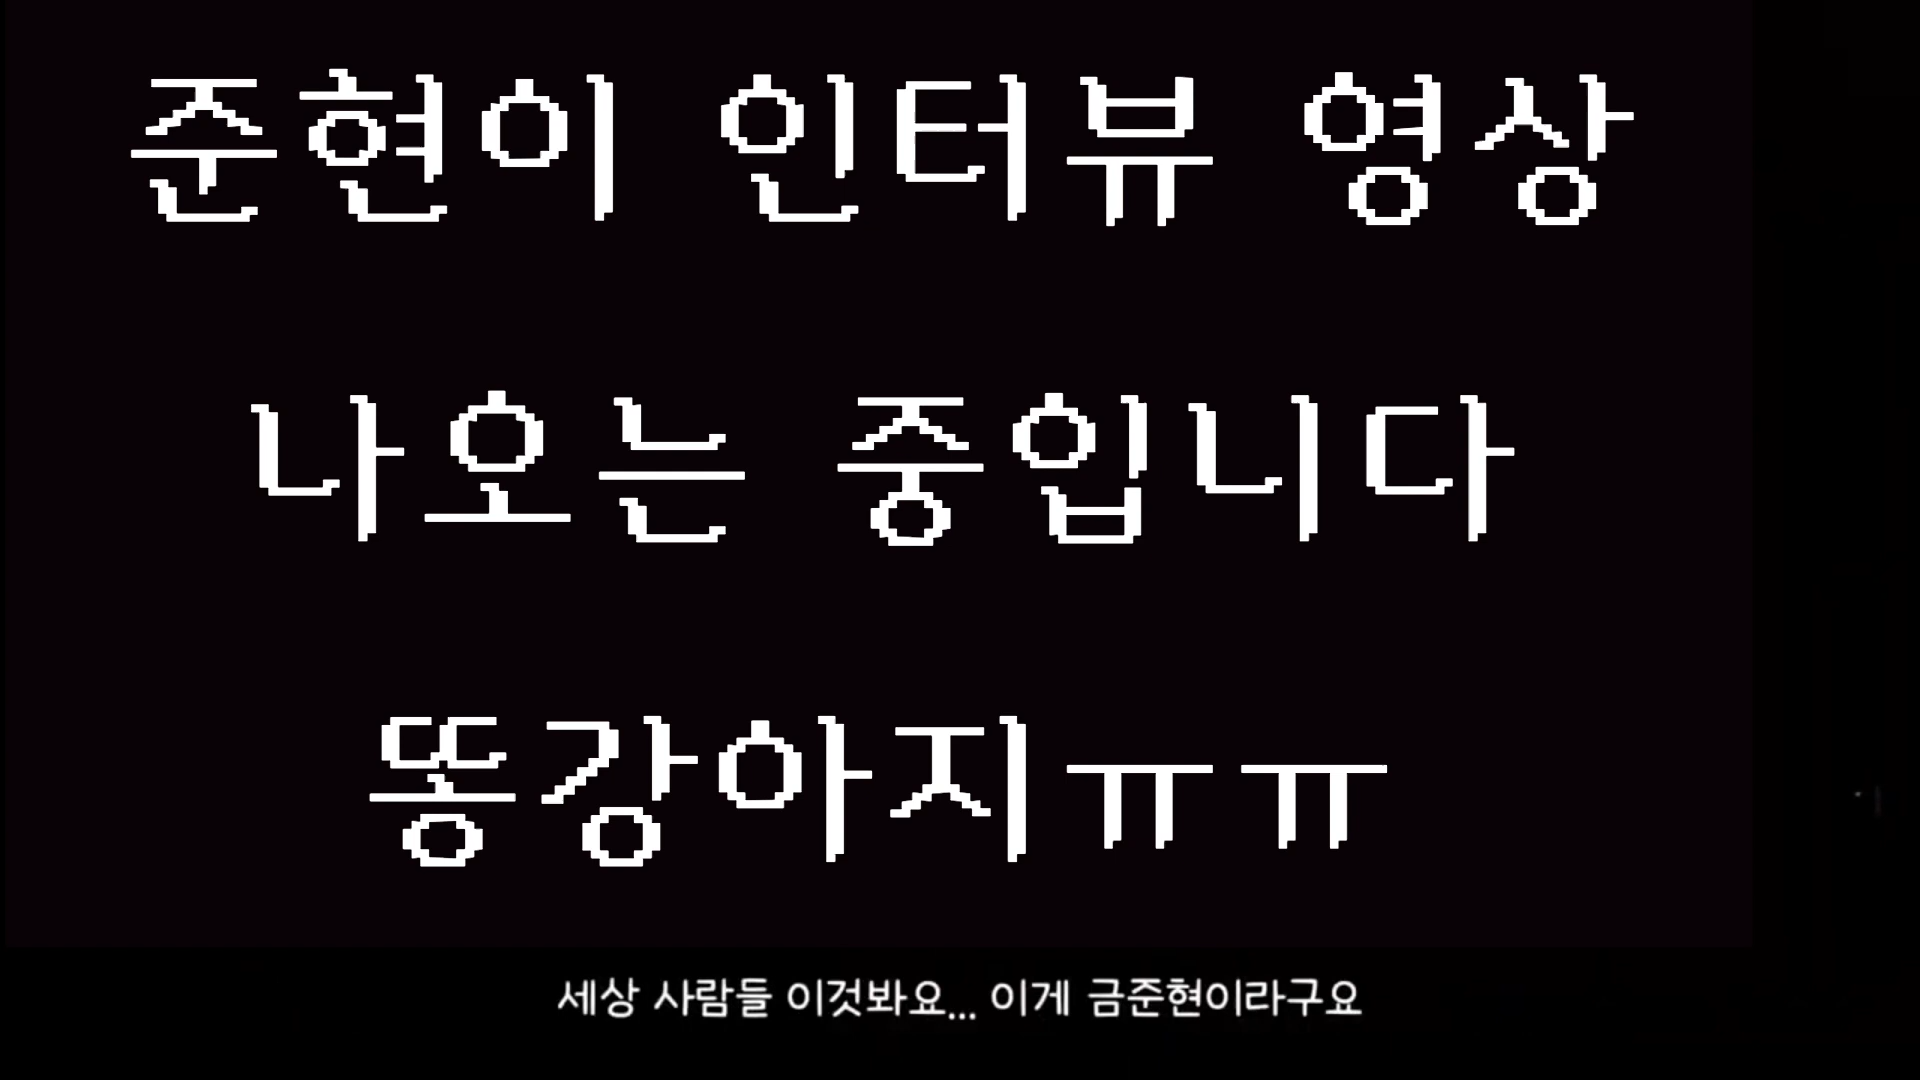 준현이 인터뷰 영상
나오는 중입니다
똥강아지ㅠㅠ
세상 사람들 이것봐요... 이게 금준현이라구요